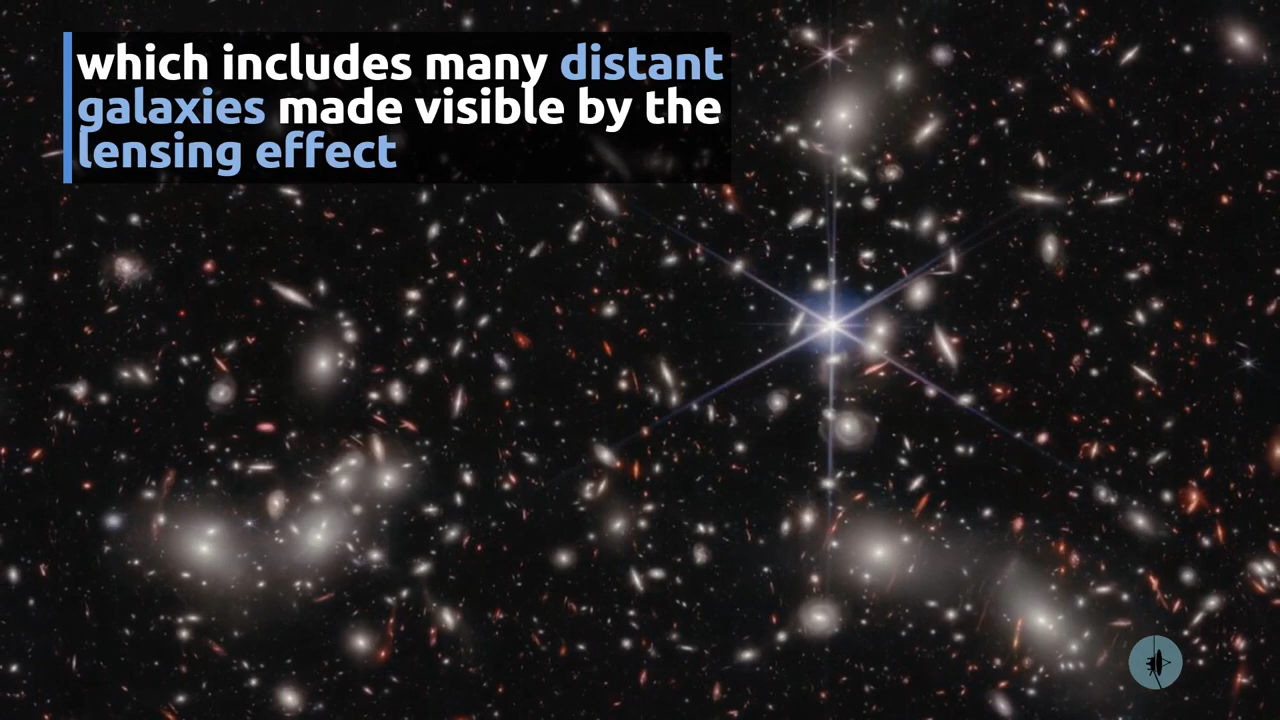 which includes many distant
galaxies made visible by the
lensing effect